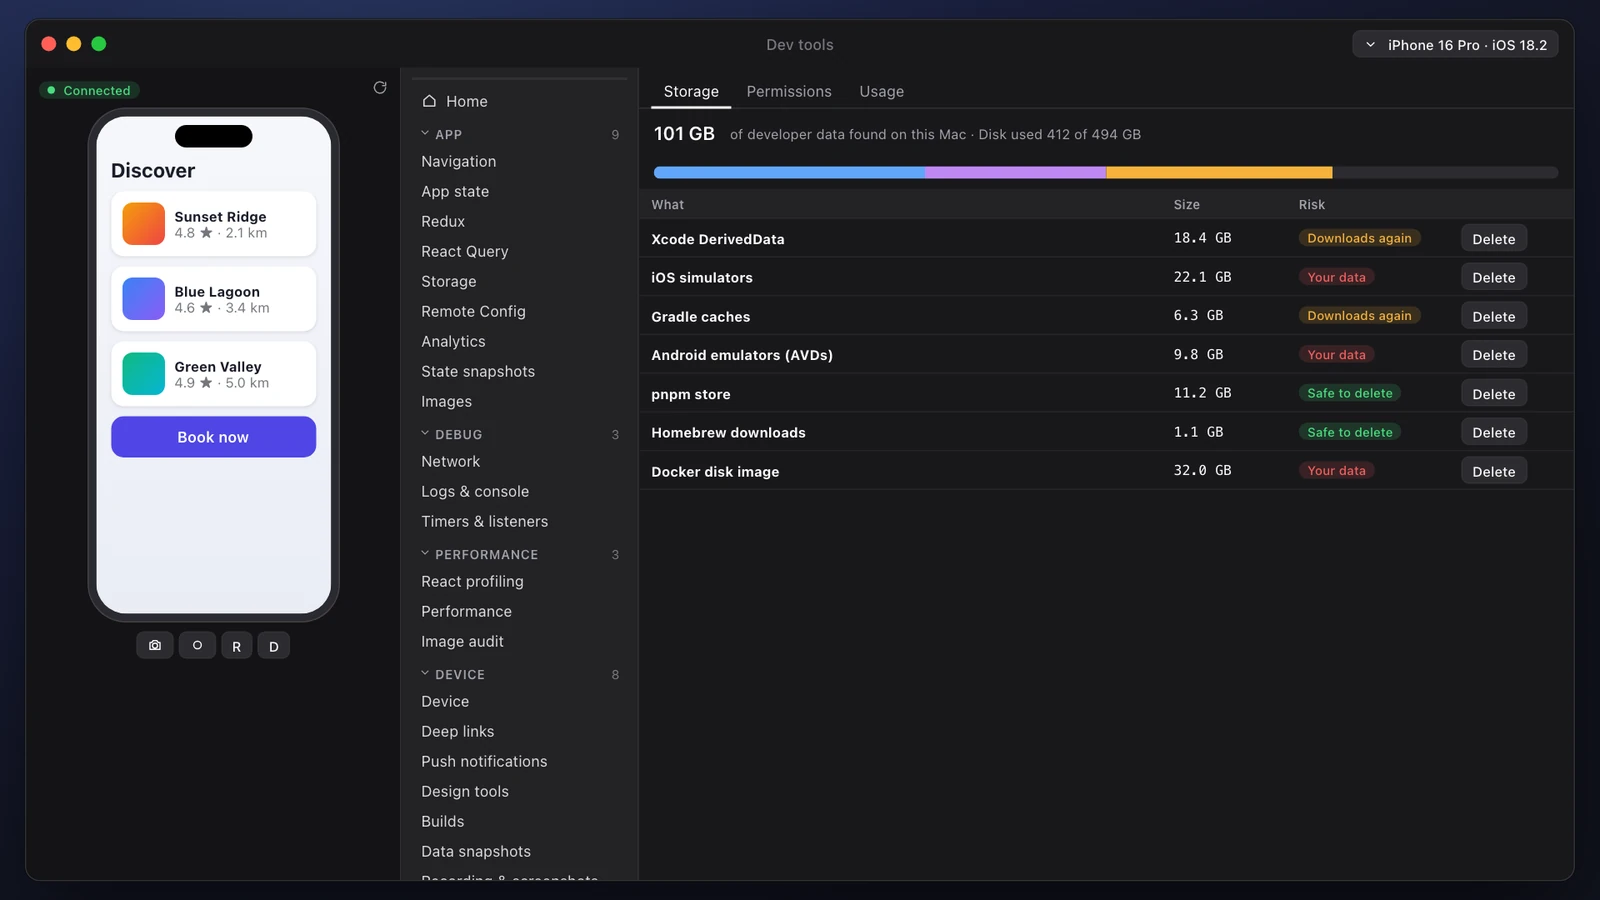 Dev tools
iPhone 16 Pro · iOS 18.2
Connected
Discover
Sunset Ridge
4.8 ★ · 2.1 km
Blue Lagoon
4.6 ★ · 3.4 km
Green Valley
4.9 ★ · 5.0 km
Book now
R D
Home
APP 9
Navigation
App state
Redux
React Query
Storage
Remote Config
Analytics
State snapshots
Images
DEBUG 3
Network
Logs & console
Timers & listeners
PERFORMANCE 3
React profiling
Performance
Image audit
DEVICE 8
Device
Deep links
Push notifications
Design tools
Builds
Data snapshots
Recording & screenshots
Storage Permissions Usage
101 GB of developer data found on this Mac · Disk used 412 of 494 GB
What Size Risk
Xcode DerivedData 18.4 GB Downloads again Delete
iOS simulators 22.1 GB Your data Delete
Gradle caches 6.3 GB Downloads again Delete
Android emulators (AVDs) 9.8 GB Your data Delete
pnpm store 11.2 GB Safe to delete Delete
Homebrew downloads 1.1 GB Safe to delete Delete
Docker disk image 32.0 GB Your data Delete